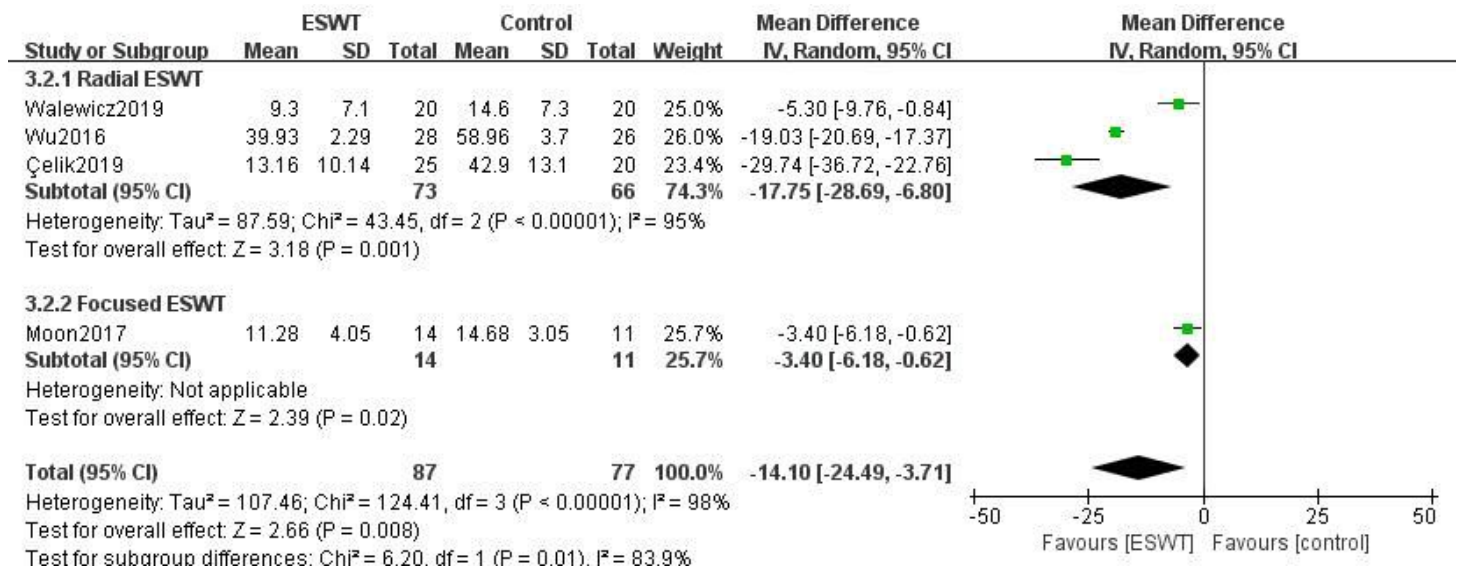 ESWT Control Mean Difference Mean Difference
Study or Subgroup Mean SD Total Mean SD Total Weight IV, Random, 95% CI IV, Random, 95% CI
3.2.1 Radial ESWT
Walewicz2019 9.3 7.1 20 14.6 7.3 20 25.0% -5.30 [-9.76, -0.84]
Wu2016 39.93 2.29 28 58.96 3.7 26 26.0% -19.03 [-20.69, -17.37]
Çelik2019 13.16 10.14 25 42.9 13.1 20 23.4% -29.74 [-36.72, -22.76]
Subtotal (95% CI) 73 66 74.3% -17.75 [-28.69, -6.80]
Heterogeneity: Tau² = 87.59; Chi² = 43.45, df = 2 (P < 0.00001); I² = 95%
Test for overall effect: Z = 3.18 (P = 0.001)
3.2.2 Focused ESWT
Moon2017 11.28 4.05 14 14.68 3.05 11 25.7% -3.40 [-6.18, -0.62]
Subtotal (95% CI) 14 11 25.7% -3.40 [-6.18, -0.62]
Heterogeneity: Not applicable
Test for overall effect: Z = 2.39 (P = 0.02)
Total (95% CI) 87 77 100.0% -14.10 [-24.49, -3.71]
Heterogeneity: Tau² = 107.46; Chi² = 124.41, df = 3 (P < 0.00001); I² = 98%
Test for overall effect: Z = 2.66 (P = 0.008)
Test for subgroup differences: Chi² = 6.20, df = 1 (P = 0.01), I² = 83.9%
-50 -25 0 25 50
Favours [ESWT] Favours [control]